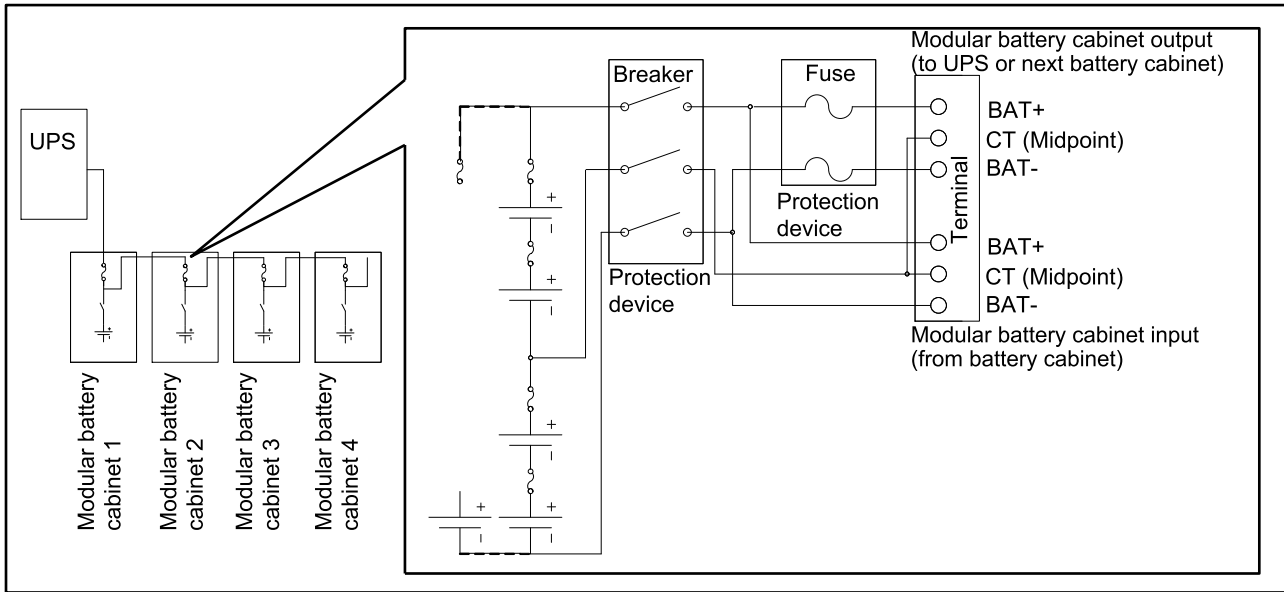 UPS
Modular battery
cabinet 1
Modular battery
cabinet 2
Modular battery
cabinet 3
Modular battery
cabinet 4
Breaker
Protection
device
Fuse
Protection
device
Modular battery cabinet output
(to UPS or next battery cabinet)
BAT+
CT (Midpoint)
BAT-
Terminal
BAT+
CT (Midpoint)
BAT-
Modular battery cabinet input
(from battery cabinet)